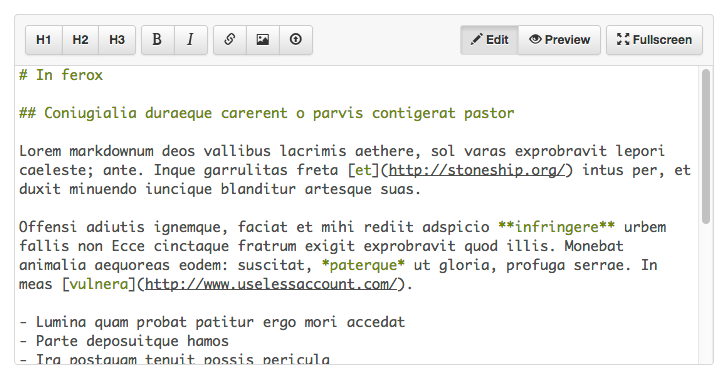 H1 H2 H3 B I Edit Preview Fullscreen
# In ferox
## Coniugialia duraeque carerent o parvis contigerat pastor
Lorem markdownum deos vallibus lacrimis aethere, sol varas exprobravit lepori
caeleste; ante. Inque garrulitas freta [et](http://stoneship.org/) intus per, et
duxit minuendo iuncique blanditur artesque suas.
Offensi adiutis ignemque, faciat et mihi rediit adspicio **infringere** urbem
fallis non Ecce cinctaque fratrum exigit exprobravit quod illis. Monebat
animalia aequoreas eodem: suscitat, *paterque* ut gloria, profuga serrae. In
meas [vulnera](http://www.uselessaccount.com/).
- Lumina quam probat patitur ergo mori accedat
- Parte deposuitque hamos
- Ira postquam tenuit possis pericula